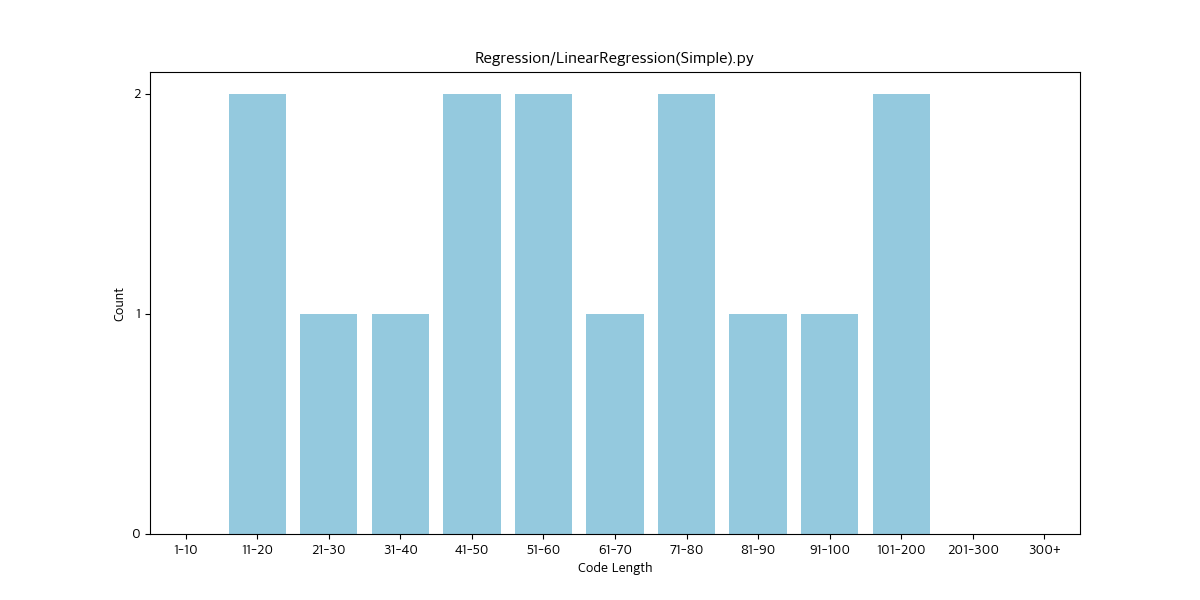 Regression/LinearRegression(Simple).py
2
1
0
Count
1-10 11-20 21-30 31-40 41-50 51-60 61-70 71-80 81-90 91-100 101-200 201-300 300+
Code Length